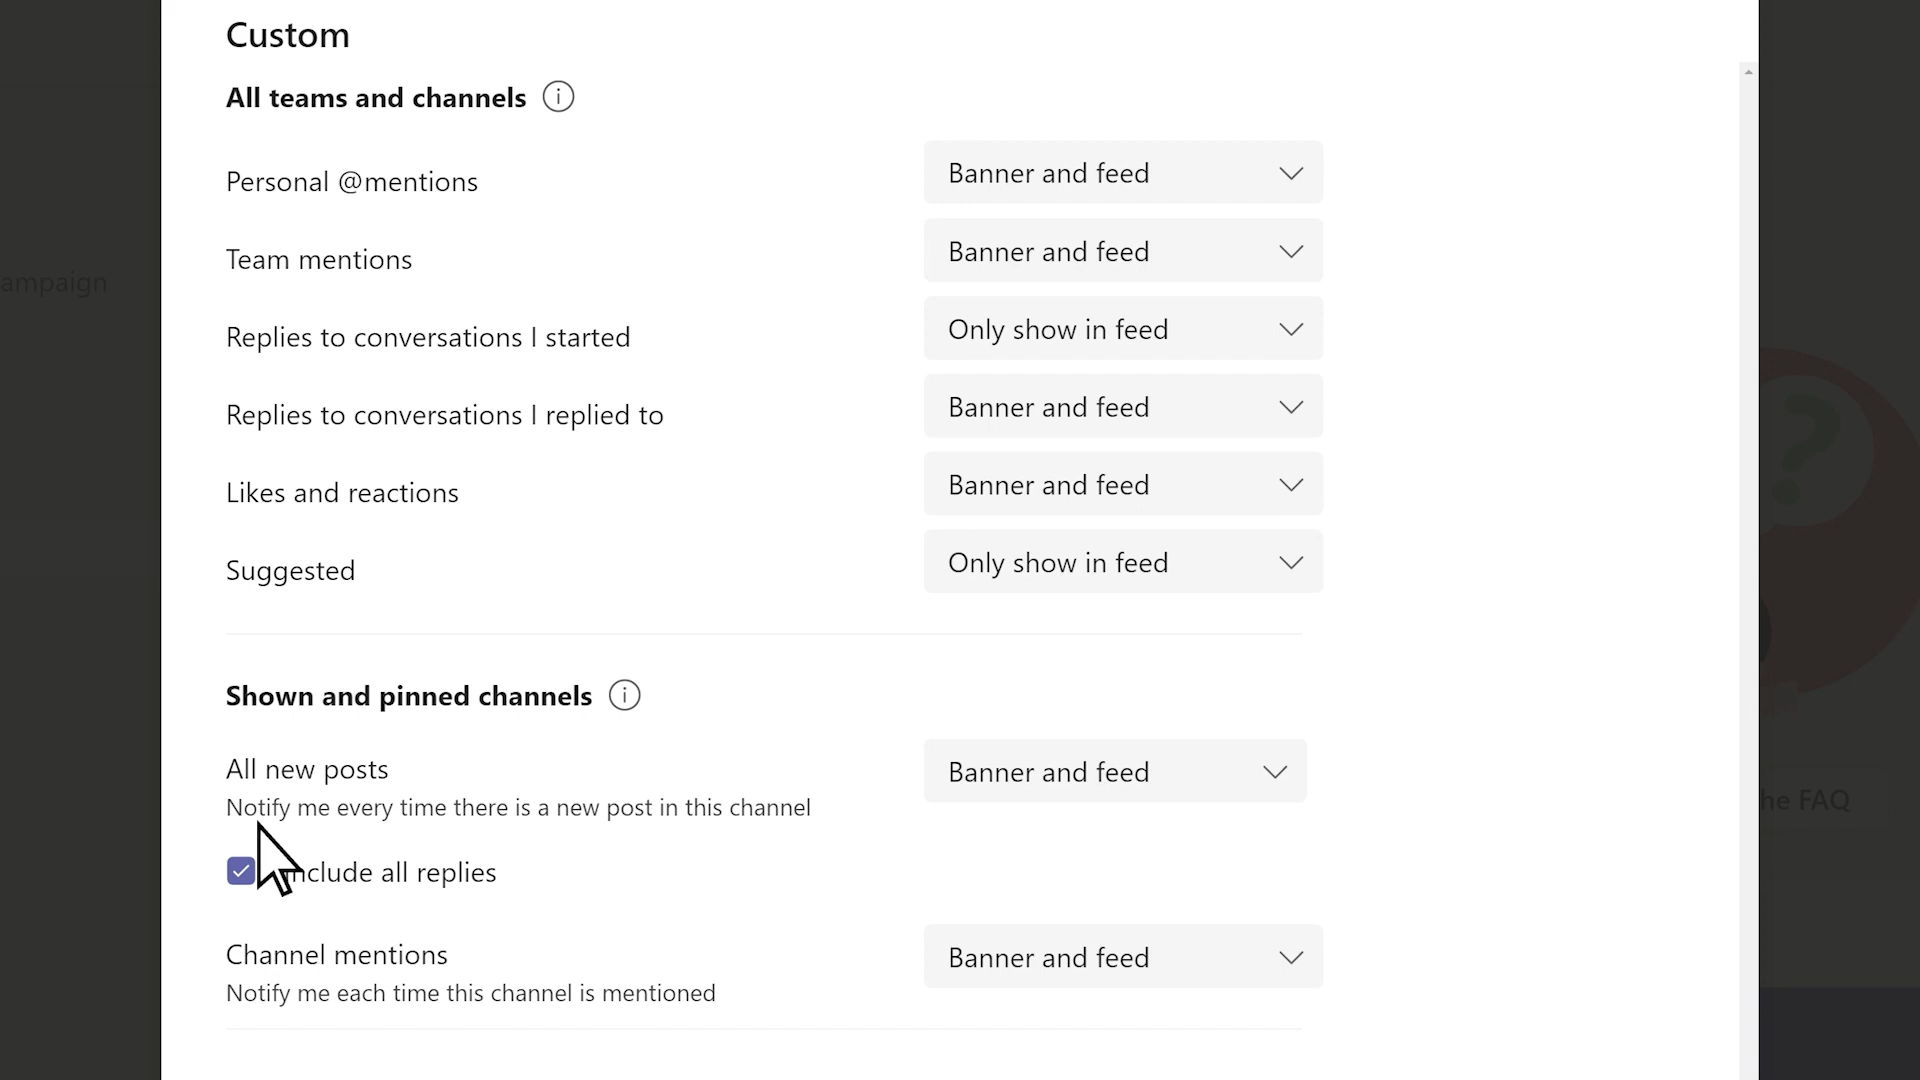 Custom
All teams and channels
Personal @mentions
Banner and feed
Team mentions
Banner and feed
Replies to conversations I started
Only show in feed
Replies to conversations I replied to
Banner and feed
Likes and reactions
Banner and feed
Suggested
Only show in feed
ampaign
Shown and pinned channels
All new posts
Banner and feed
Notify me every time there is a new post in this channel
he FAQ
Include all replies
Channel mentions
Banner and feed
Notify me each time this channel is mentioned